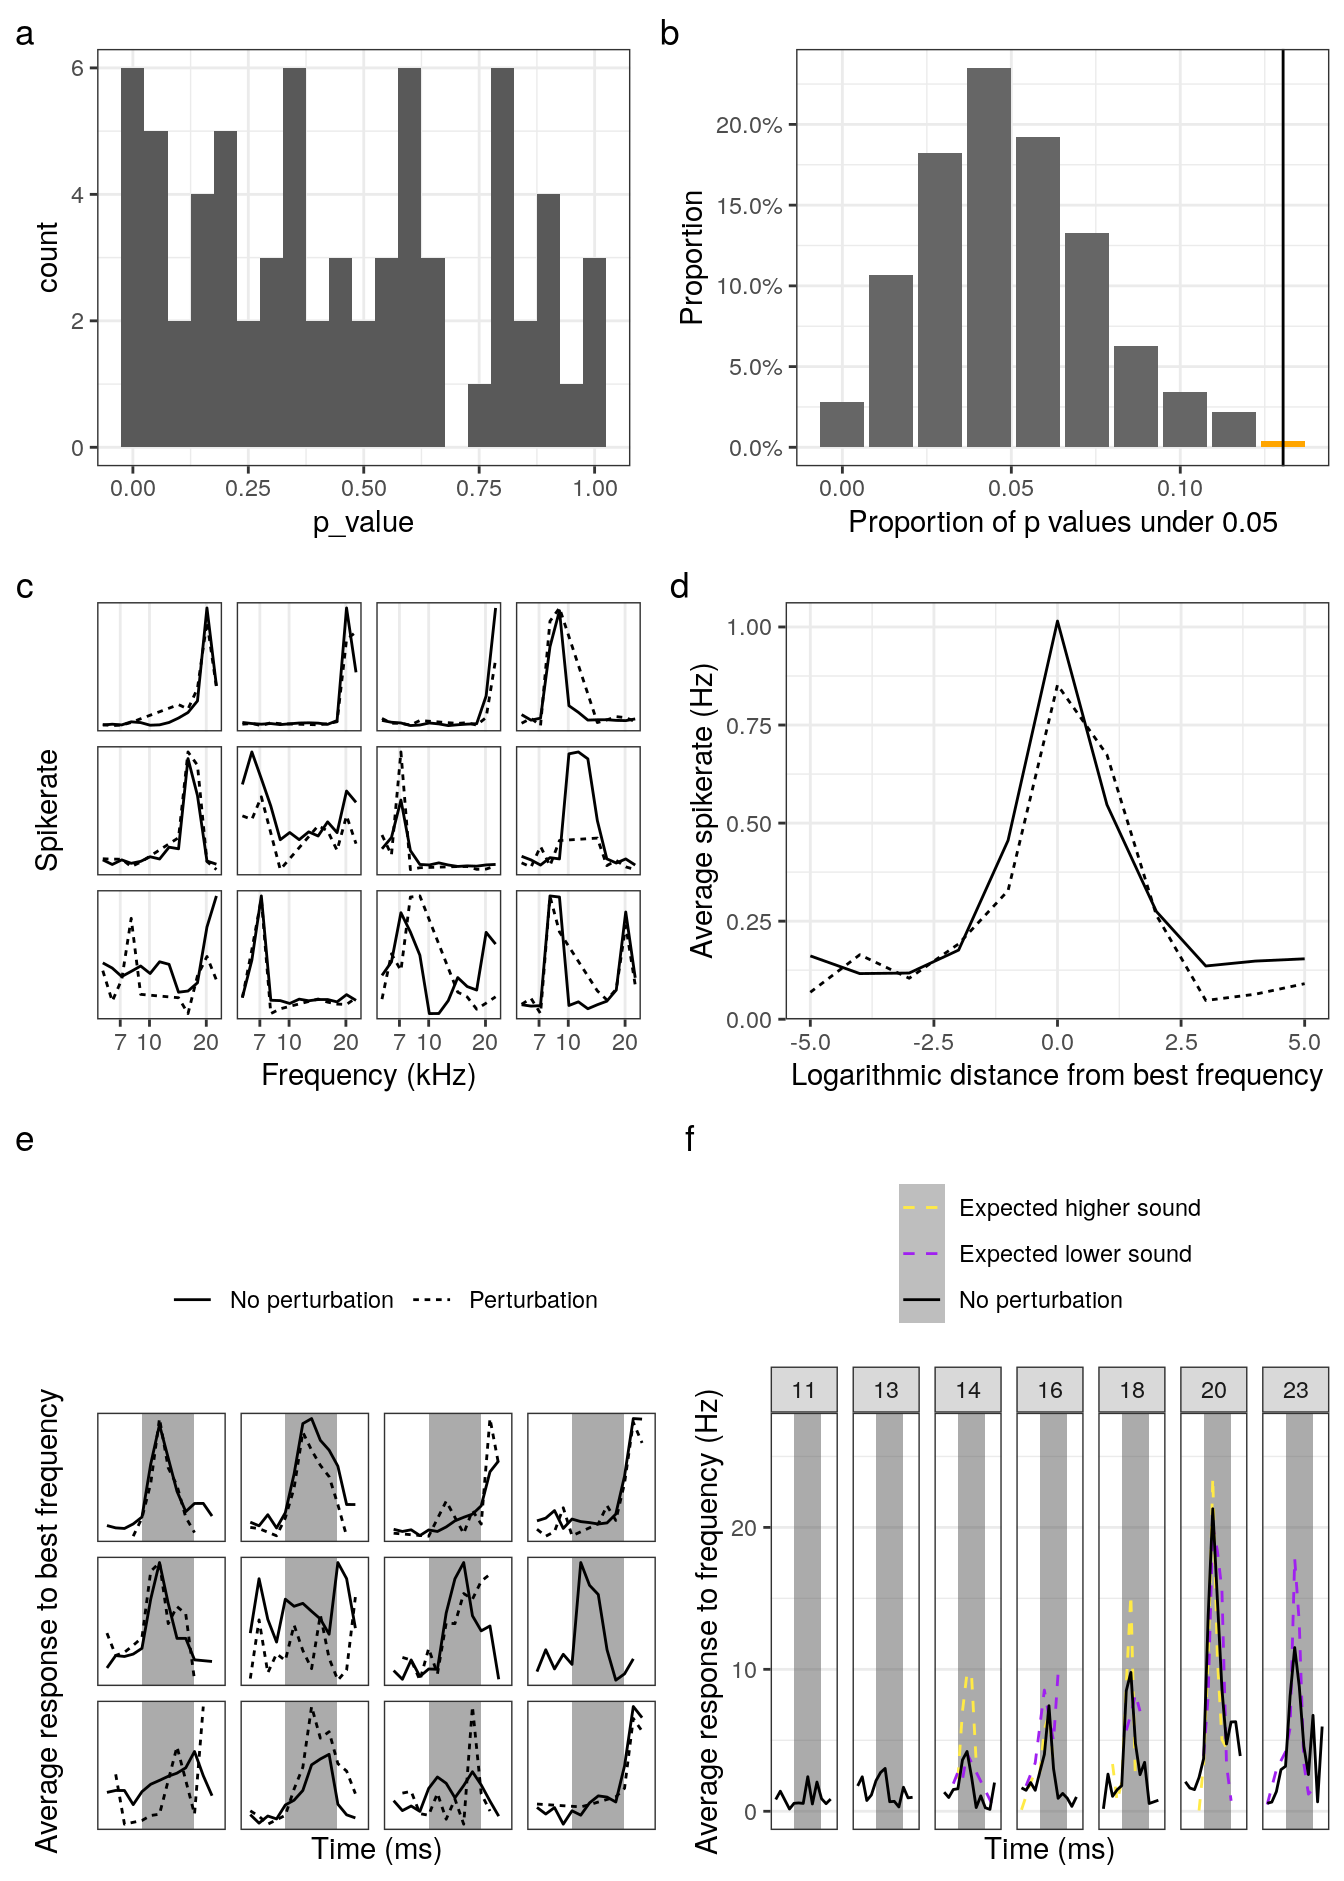 a
6
4
2
0
count
0.00 0.25 0.50 0.75 1.00
p_value
b
20.0%
15.0%
10.0%
5.0%
0.0%
Proportion
0.00 0.05 0.10
Proportion of p values under 0.05
c
Spikerate
7 10 20 7 10 20 7 10 20 7 10 20
Frequency (kHz)
d
1.00
0.75
0.50
0.25
0.00
Average spikerate (Hz)
-5.0 -2.5 0.0 2.5 5.0
Logarithmic distance from best frequency
e
No perturbation Perturbation
Average response to best frequency
Time (ms)
f
Expected higher sound
Expected lower sound
No perturbation
11 13 14 16 18 20 23
20
10
0
Average response to frequency (Hz)
Time (ms)